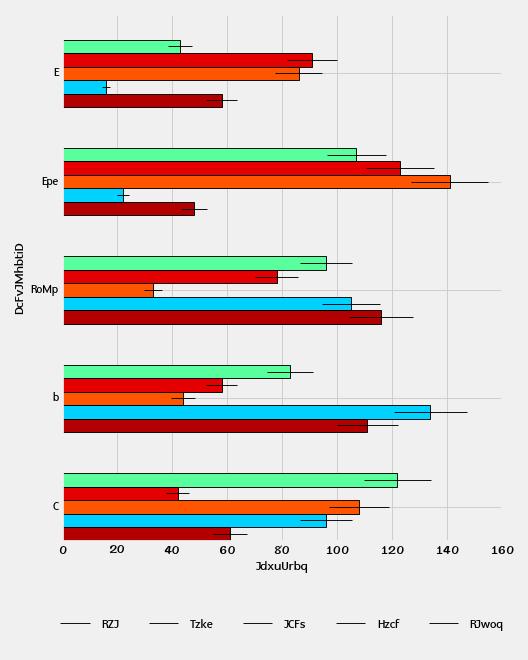 E
Epe
RoMp
b
C
DcFvJMhbtiD
0 20 40 60 80 100 120 140 160
JdxuUrbq
RZJ Tzke JCFs Hzcf RJwoq